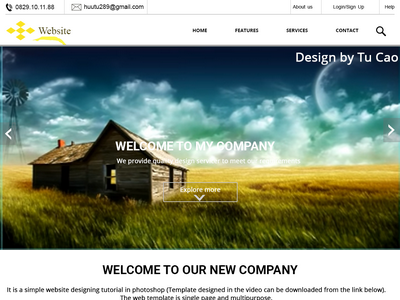 0829.10.11.88 huutu289@gmail.com About us Login/Sign Up Help
Website HOME FEATURES SERVICES CONTACT
Design by Tu Cao
WELCOME TO MY COMPANY
We provide quality design services to meet our
Explore more
WELCOME TO OUR NEW COMPANY
It is a simple website designing tutorial in photoshop (Template designed in the video can be downloaded from the link below).
The web template is single page and multipurpose.